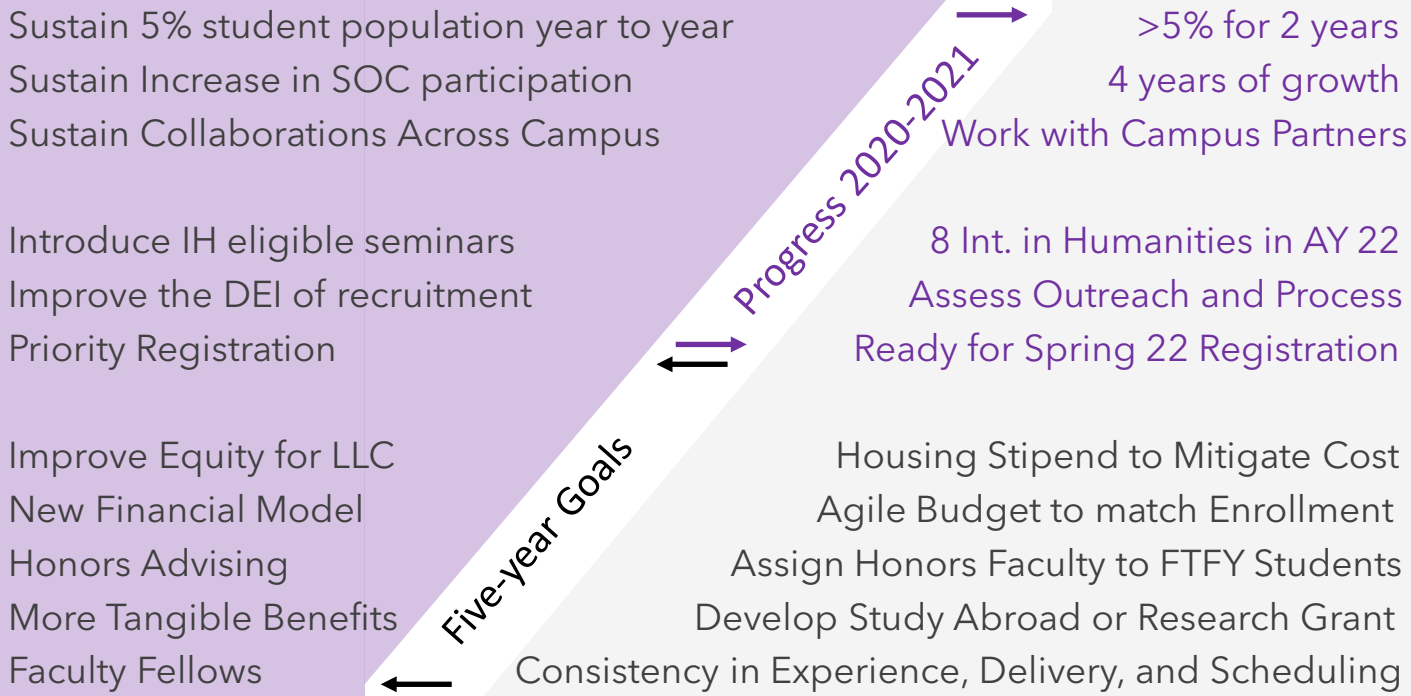 Sustain 5% student population year to year
>5% for 2 years
Sustain Increase in SOC participation
4 years of growth
Sustain Collaborations Across Campus
Work with Campus Partners
Progress 2020-2021
Introduce IH eligible seminars
8 Int. in Humanities in AY 22
Improve the DEI of recruitment
Assess Outreach and Process
Priority Registration
Ready for Spring 22 Registration
Five-year Goals
Improve Equity for LLC
Housing Stipend to Mitigate Cost
New Financial Model
Agile Budget to match Enrollment
Honors Advising
Assign Honors Faculty to FTFY Students
More Tangible Benefits
Develop Study Abroad or Research Grant
Faculty Fellows
Consistency in Experience, Delivery, and Scheduling